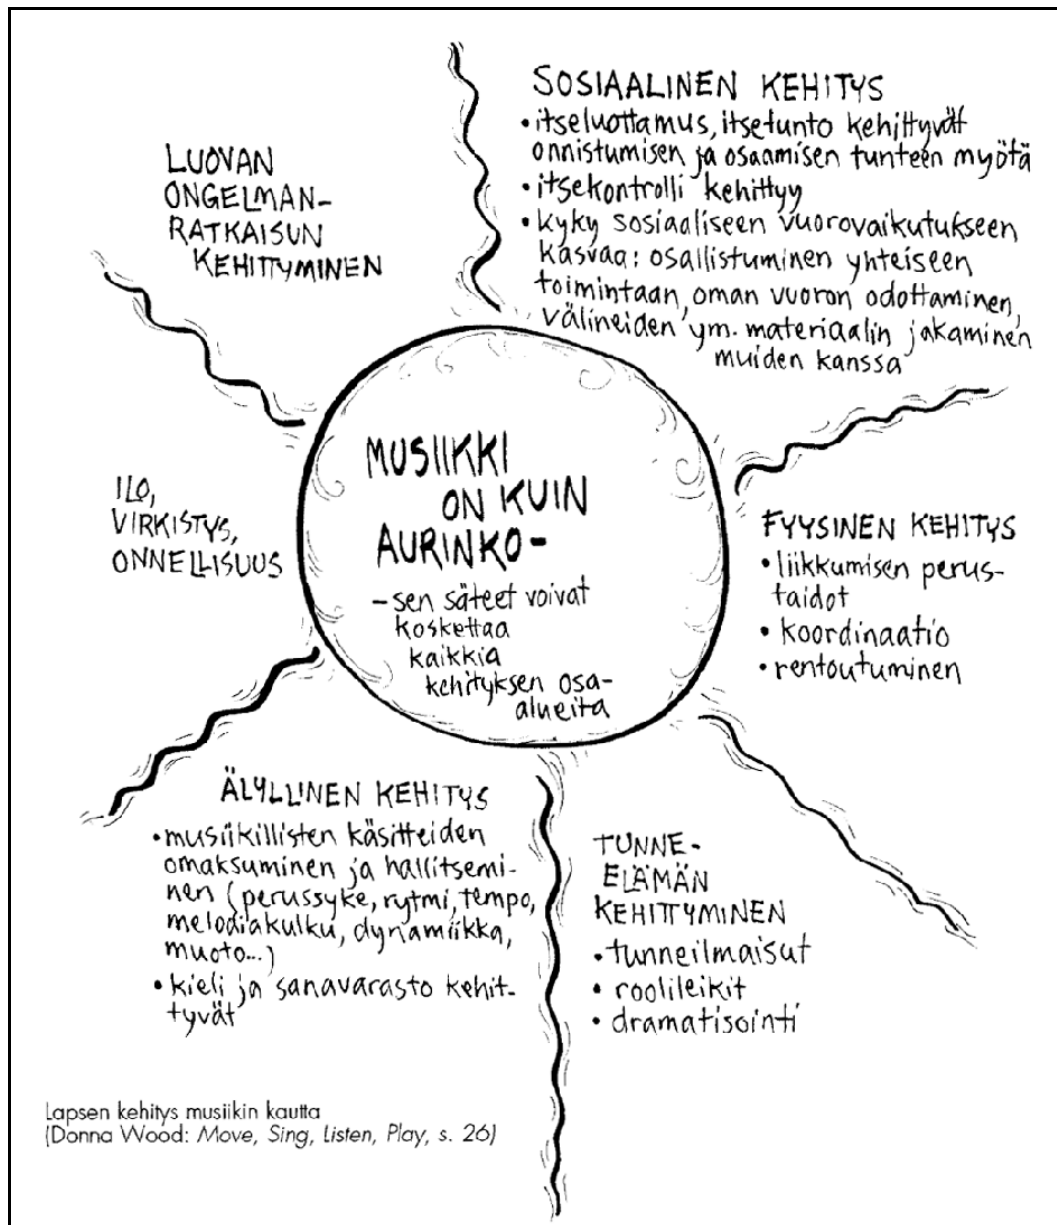 MUSIIKKI
ON KUIN
AURINKO-
-sen säteet voivat
koskettaa
kaikkia
kehityksen osa-
alueita
SOSIAALINEN KEHITYS
• itseluottamus, itsetunto kehittyvät
onnistumisen ja osaamisen tunteen myötä
• itsekontrolli kehittyy
• kyky sosiaaliseen vuorovaikutukseen
kasvaa: osallistuminen yhteiseen
toimintaan, oman vuoron odottaminen,
välineiden ym. materiaalin jakaminen
muiden kanssa
FYYSINEN KEHITYS
• liikkumisen perus-
taidot
• koordinaatio
• rentoutuminen
TUNNE-
ELÄMÄN
KEHITTYMINEN
• tunneilmaisut
• roolileikit
• dramatisointi
ÄLYLLINEN KEHITYS
• musiikillisten käsitteiden
omaksuminen ja hallitsemi-
nen (perussyke, rytmi, tempo,
melodiakulku, dynamiikka,
muoto...)
• kieli ja sanavarasto kehit-
tyvät
ILO,
VIRKISTYS,
ONNELLISUUS
LUOVAN
ONGELMAN-
RATKAISUN
KEHITTYMINEN
Lapsen kehitys musiikin kautta
(Donna Wood: Move, Sing, Listen, Play, s. 26)